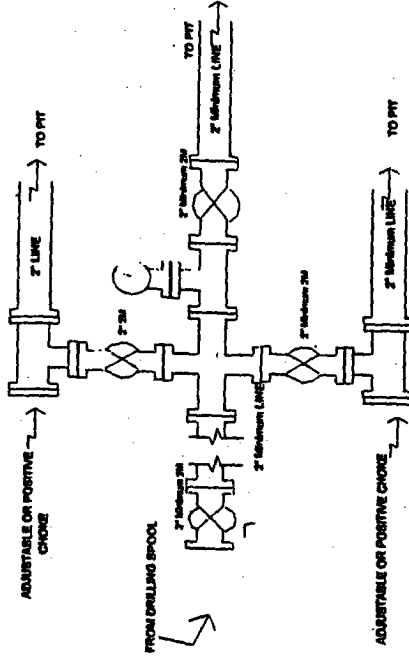 TO PIT
2" LINE
ADJUSTABLE OR POSITIVE
CHOKE
2" 2M
TO PIT
2" Minimum LINE
2" Minimum 2M
2" Minimum 2M
2" Minimum LINE
2" Minimum 2M
FROM DRILLING SPOOL
TO PIT
2" Minimum LINE
ADJUSTABLE OR POSITIVE CHOKE